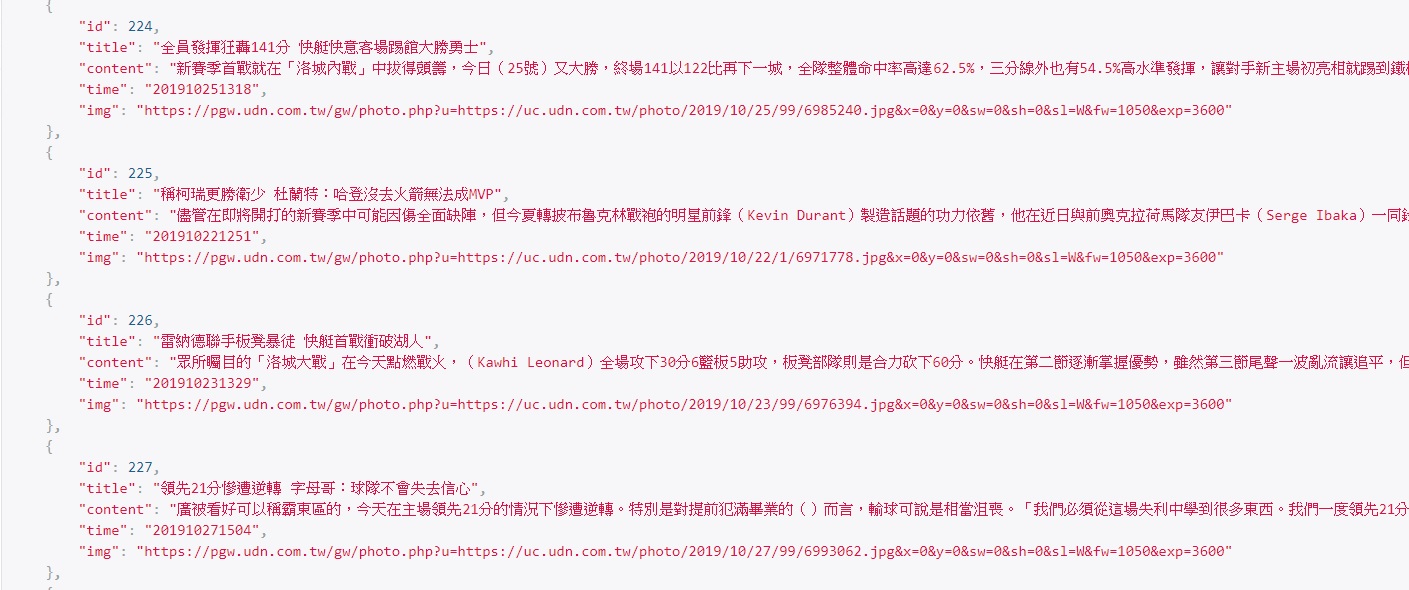 {
"id": 224,
"title": "全員發揮狂轟141分 快艇快意客場踢館大勝勇士",
"content": "新賽季首戰就在「洛城內戰」中拔得頭籌，今日（25號）又大勝，終場141以122比再下一城，全隊整體命中率高達62.5%，三分線外也有54.5%高水準發揮，讓對手新主場初亮相就踢到鐵
"time": "201910251318",
"img": "https://pgw.udn.com.tw/gw/photo.php?u=https://uc.udn.com.tw/photo/2019/10/25/99/6985240.jpg&x=0&y=0&sw=0&sh=0&sl=W&fw=1050&exp=3600"
},
{
"id": 225,
"title": "稱柯瑞更勝衛少 杜蘭特：哈登沒去火箭無法成MVP",
"content": "儘管在即將開打的新賽季中可能因傷全面缺陣，但今夏轉披布魯克林戰袍的明星前鋒（Kevin Durant）製造話題的功力依舊，他在近日與前奧克拉荷馬隊友伊巴卡（Serge Ibaka）一同
"time": "201910221251",
"img": "https://pgw.udn.com.tw/gw/photo.php?u=https://uc.udn.com.tw/photo/2019/10/22/1/6971778.jpg&x=0&y=0&sw=0&sh=0&sl=W&fw=1050&exp=3600"
},
{
"id": 226,
"title": "雷納德聯手板凳暴徒 快艇首戰衝破湖人",
"content": "眾所矚目的「洛城大戰」在今天點燃戰火，（Kawhi Leonard）全場攻下30分6籃板5助攻，板凳部隊則是合力砍下60分。快艇在第二節逐漸掌握優勢，雖然第三節尾聲一波亂流讓追平，但
"time": "201910231329",
"img": "https://pgw.udn.com.tw/gw/photo.php?u=https://uc.udn.com.tw/photo/2019/10/23/99/6976394.jpg&x=0&y=0&sw=0&sh=0&sl=W&fw=1050&exp=3600"
},
{
"id": 227,
"title": "領先21分慘遭逆轉 字母哥：球隊不會失去信心",
"content": "廣被看好可以稱霸東區的，今天在主場領先21分的情況下慘遭逆轉。特別是對提前犯滿畢業的（）而言，輸球可說是相當沮喪。「我們必須從這場失利中學到很多東西。我們一度領先21分
"time": "201910271504",
"img": "https://pgw.udn.com.tw/gw/photo.php?u=https://uc.udn.com.tw/photo/2019/10/27/99/6993062.jpg&x=0&y=0&sw=0&sh=0&sl=W&fw=1050&exp=3600"
},